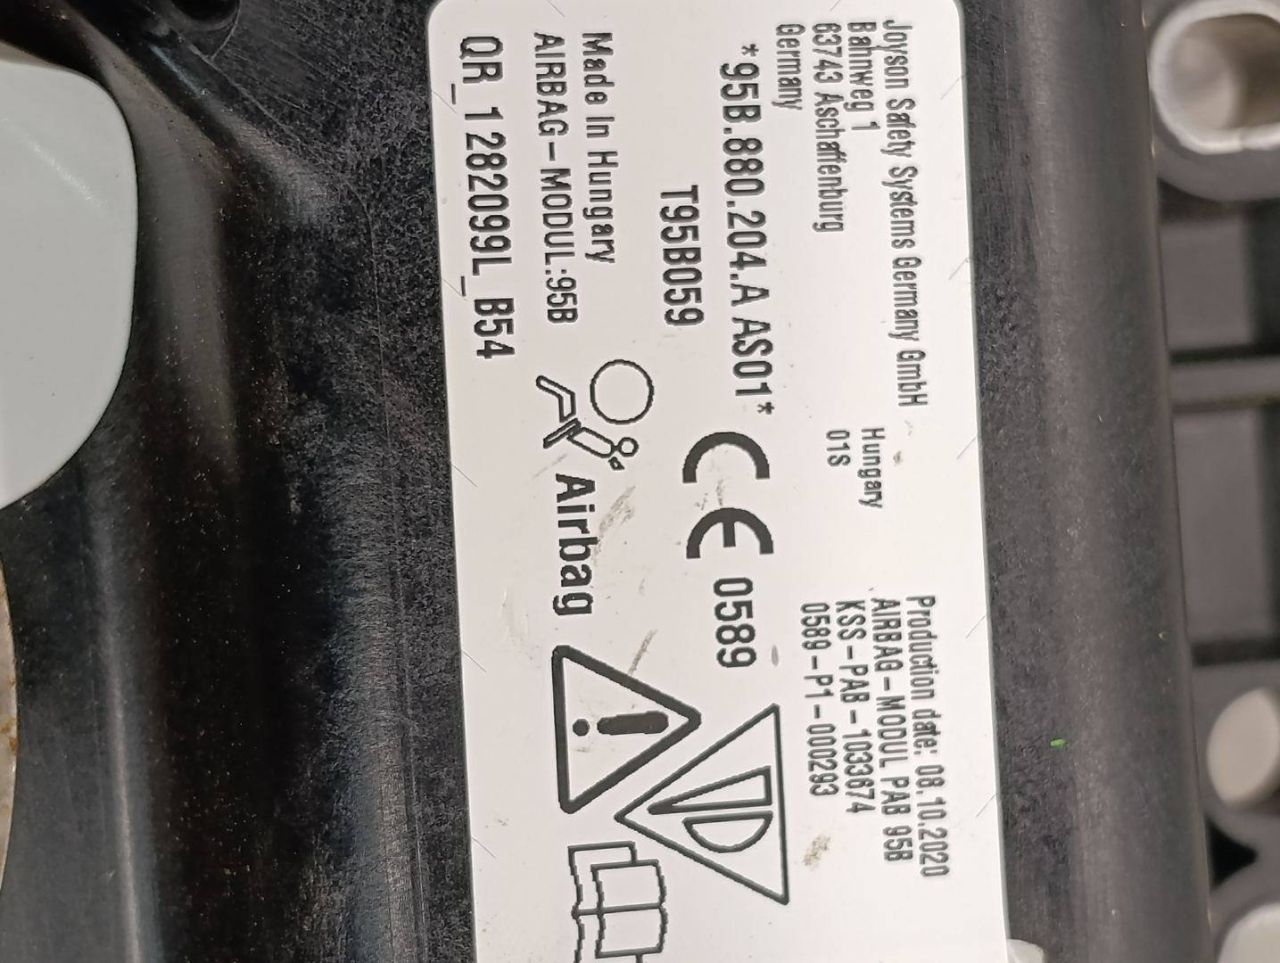 Joyson Safety Systems Germany GmbH
Bahnweg 1
63743 Aschaffenburg
Germany
Hungary
01S
Production date: 08.10.2020
AIRBAG-MODUL PAB 95B
KSS-PAB-1033674
0589-P1-000293
*95B.880.204.A AS01*
T95B059
CE 0589
Made In Hungary
AIRBAG-MODUL:95B
QR_1282099L_B54
Airbag